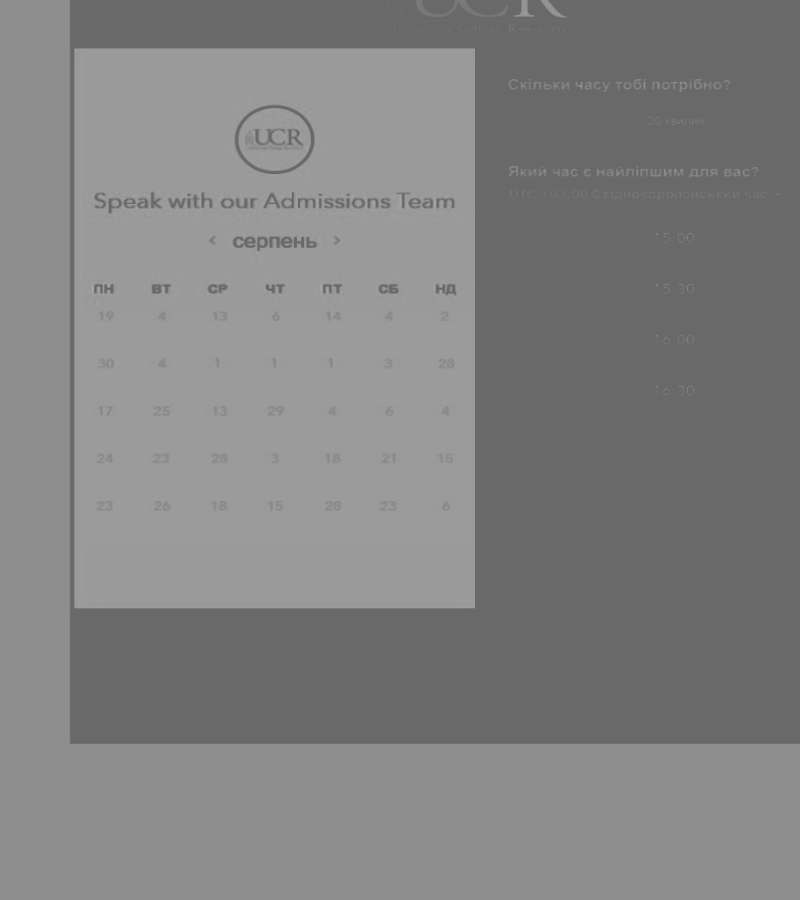 UCR
University College Roosevelt
UCR
Speak with our Admissions Team
< серпень >
ПН ВТ СР ЧТ ПТ СБ НД
19 4 13 6 14 4 2
30 4 1 1 1 3 28
17 25 13 29 4 6 4
24 23 28 3 18 21 15
23 26 18 15 28 23 6
Скільки часу тобі потрібно?
30 хвилин
Який час є найліпшим для вас?
UTC +03:00 Східноєвропейський час
15:00
15:30
16:00
16:30